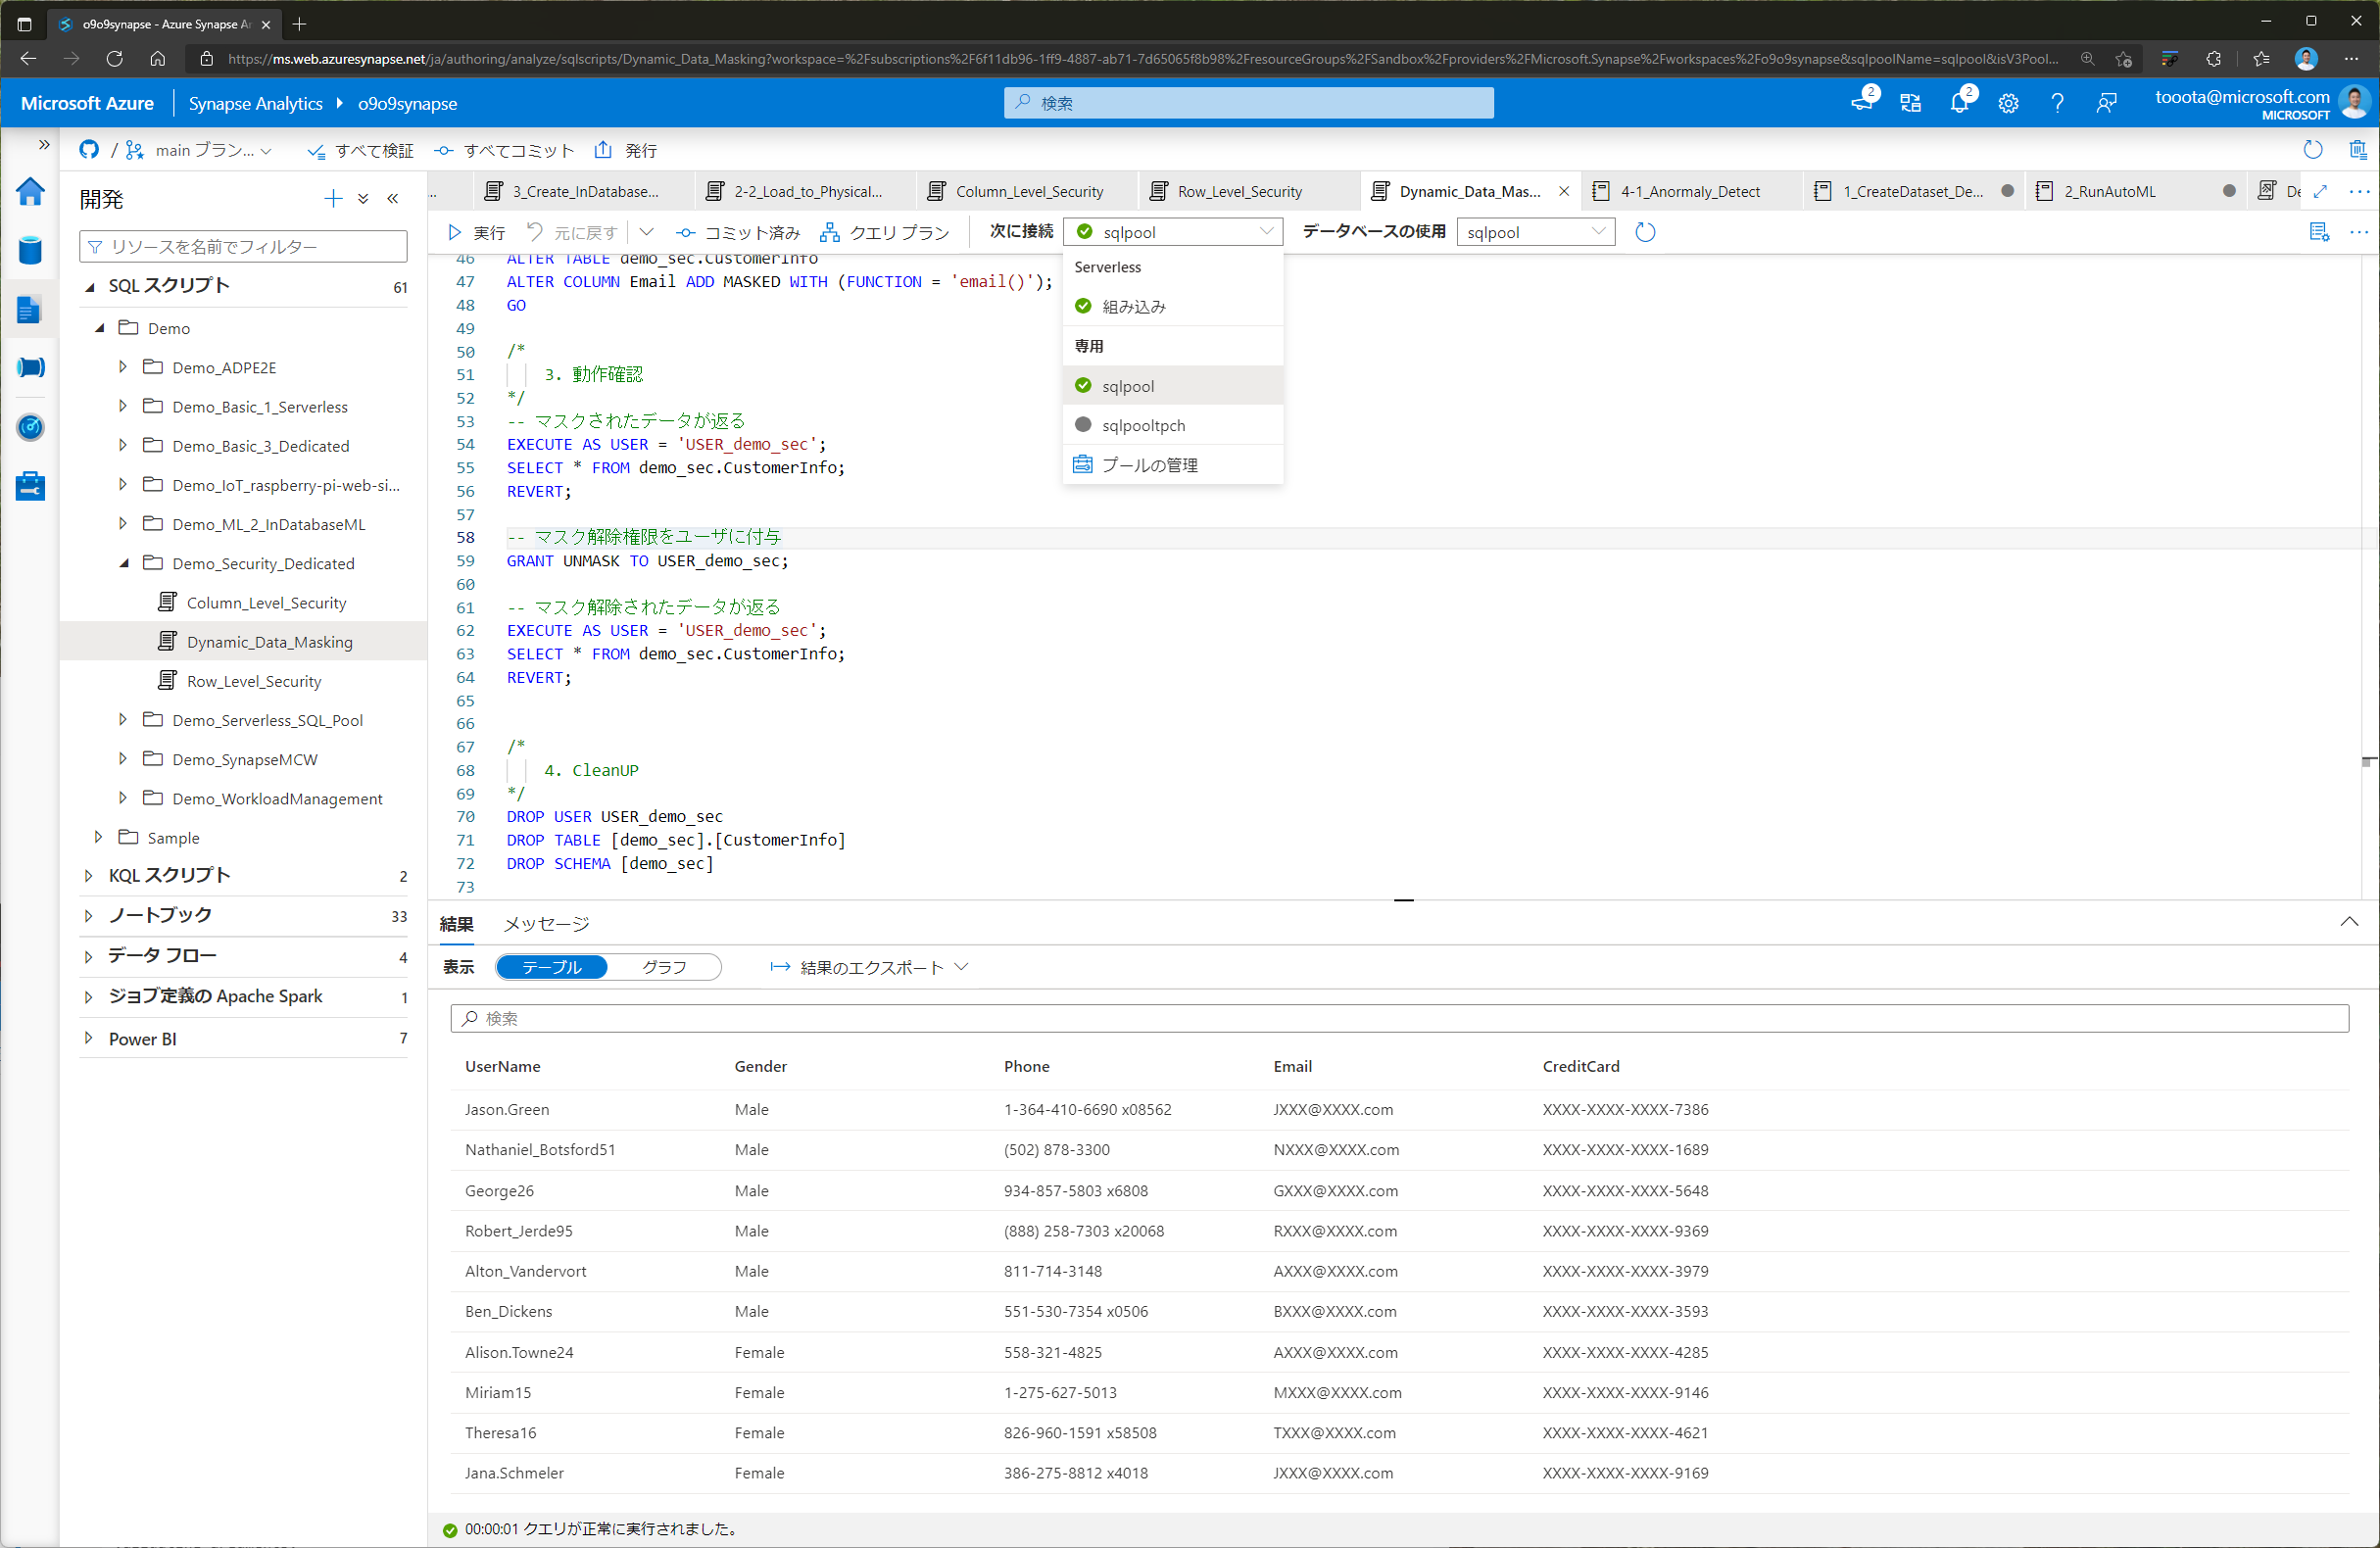 o9o9synapse - Azure Synapse An
https://ms.web.azuresynapse.net/ja/authoring/analyze/sqlscripts/Dynamic_Data_Masking?workspace=%2Fsubscriptions%2F6f11db96-1ff9-4887-ab71-7d65065f8b98%2FresourceGroups%2FSandbox%2Fproviders%2FMicrosoft.Synapse%2Fworkspaces%2Fo9o9synapse&sqlpoolName=sqlpool&isV3Pool...
Microsoft Azure Synapse Analytics o9o9synapse 検索 2 2 tooota@microsoft.com
MICROSOFT
/ main ブラン... すべて検証 すべてコミット 発行
開発
リソースを名前でフィルター
SQL スクリプト 61
Demo
Demo_ADPE2E
Demo_Basic_1_Serverless
Demo_Basic_3_Dedicated
Demo_IoT_raspberry-pi-web-si...
Demo_ML_2_InDatabaseML
Demo_Security_Dedicated
Column_Level_Security
Dynamic_Data_Masking
Row_Level_Security
Demo_Serverless_SQL_Pool
Demo_SynapseMCW
Demo_WorkloadManagement
Sample
KQL スクリプト 2
ノートブック 33
データ フロー 4
ジョブ定義の Apache Spark 1
Power BI 7
... 3_Create_InDatabase... 2-2_Load_to_Physical... Column_Level_Security Row_Level_Security Dynamic_Data_Mas... 4-1_Anormaly_Detect 1_CreateDataset_De... 2_RunAutoML De
実行 元に戻す コミット済み クエリ プラン 次に接続 sqlpool データベースの使用 sqlpool
Serverless
組み込み
専用
sqlpool
sqlpooltpch
プールの管理
46 ALTER TABLE demo_sec.CustomerInfo
47 ALTER COLUMN Email ADD MASKED WITH (FUNCTION = 'email()');
48 GO
49
50 /*
51 3. 動作確認
52 */
53 -- マスクされたデータが返る
54 EXECUTE AS USER = 'USER_demo_sec';
55 SELECT * FROM demo_sec.CustomerInfo;
56 REVERT;
57
58 -- マスク解除権限をユーザに付与
59 GRANT UNMASK TO USER_demo_sec;
60
61 -- マスク解除されたデータが返る
62 EXECUTE AS USER = 'USER_demo_sec';
63 SELECT * FROM demo_sec.CustomerInfo;
64 REVERT;
65
66
67 /*
68 4. CleanUP
69 */
70 DROP USER USER_demo_sec
71 DROP TABLE [demo_sec].[CustomerInfo]
72 DROP SCHEMA [demo_sec]
73
結果 メッセージ
表示 テーブル グラフ 結果のエクスポート
検索
UserName Gender Phone Email CreditCard
Jason.Green Male 1-364-410-6690 x08562 JXXX@XXXX.com XXXX-XXXX-XXXX-7386
Nathaniel_Botsford51 Male (502) 878-3300 NXXX@XXXX.com XXXX-XXXX-XXXX-1689
George26 Male 934-857-5803 x6808 GXXX@XXXX.com XXXX-XXXX-XXXX-5648
Robert_Jerde95 Male (888) 258-7303 x20068 RXXX@XXXX.com XXXX-XXXX-XXXX-9369
Alton_Vandervort Male 811-714-3148 AXXX@XXXX.com XXXX-XXXX-XXXX-3979
Ben_Dickens Male 551-530-7354 x0506 BXXX@XXXX.com XXXX-XXXX-XXXX-3593
Alison.Towne24 Female 558-321-4825 AXXX@XXXX.com XXXX-XXXX-XXXX-4285
Miriam15 Female 1-275-627-5013 MXXX@XXXX.com XXXX-XXXX-XXXX-9146
Theresa16 Female 826-960-1591 x58508 TXXX@XXXX.com XXXX-XXXX-XXXX-4621
Jana.Schmeler Female 386-275-8812 x4018 JXXX@XXXX.com XXXX-XXXX-XXXX-9169
00:00:01 クエリが正常に実行されました。